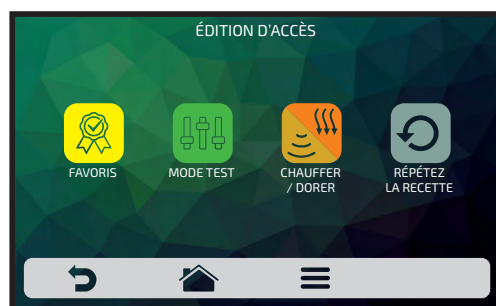 ÉDITION D'ACCÈS
FAVORIS
MODE TEST
CHAUFFER
/ DORER
RÉPÉTEZ
LA RECETTE